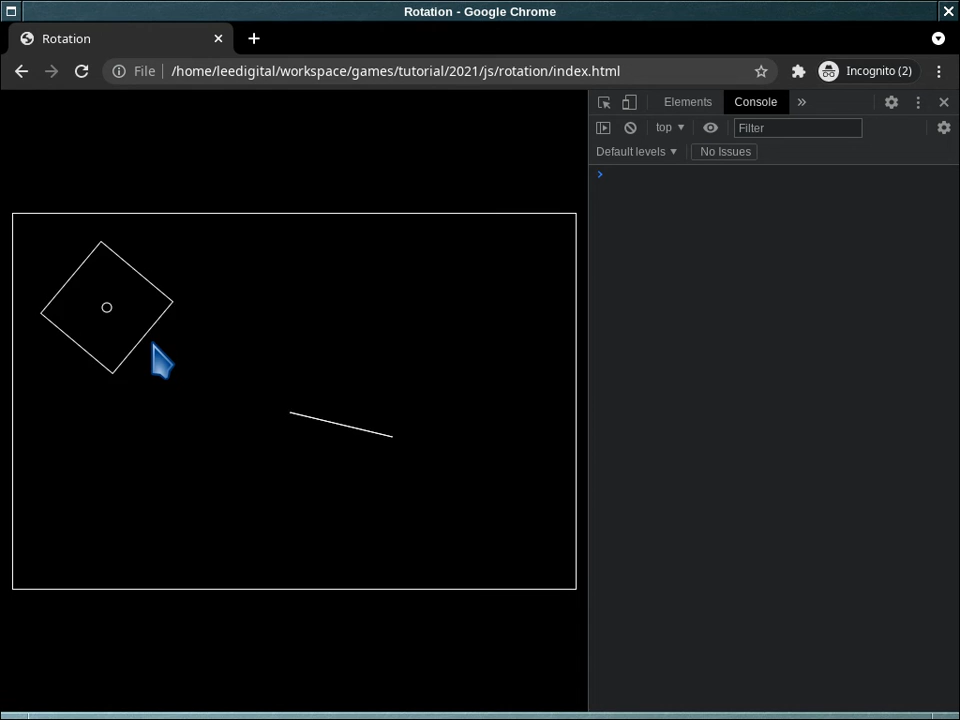 Rotation - Google Chrome
Rotation
File /home/leedigital/workspace/games/tutorial/2021/js/rotation/index.html
Incognito (2)
Elements Console
top Filter
Default levels No Issues